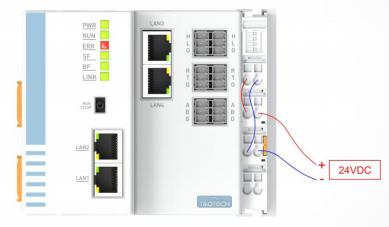 PWR
RUN
ERR
SF
BF
LINK
RUN
/STOP
LAN2
LAN1
LAN3
LAN4
H H
L L
G G
R R
T T
G G
A A
B B
G G
+
24VDC
-